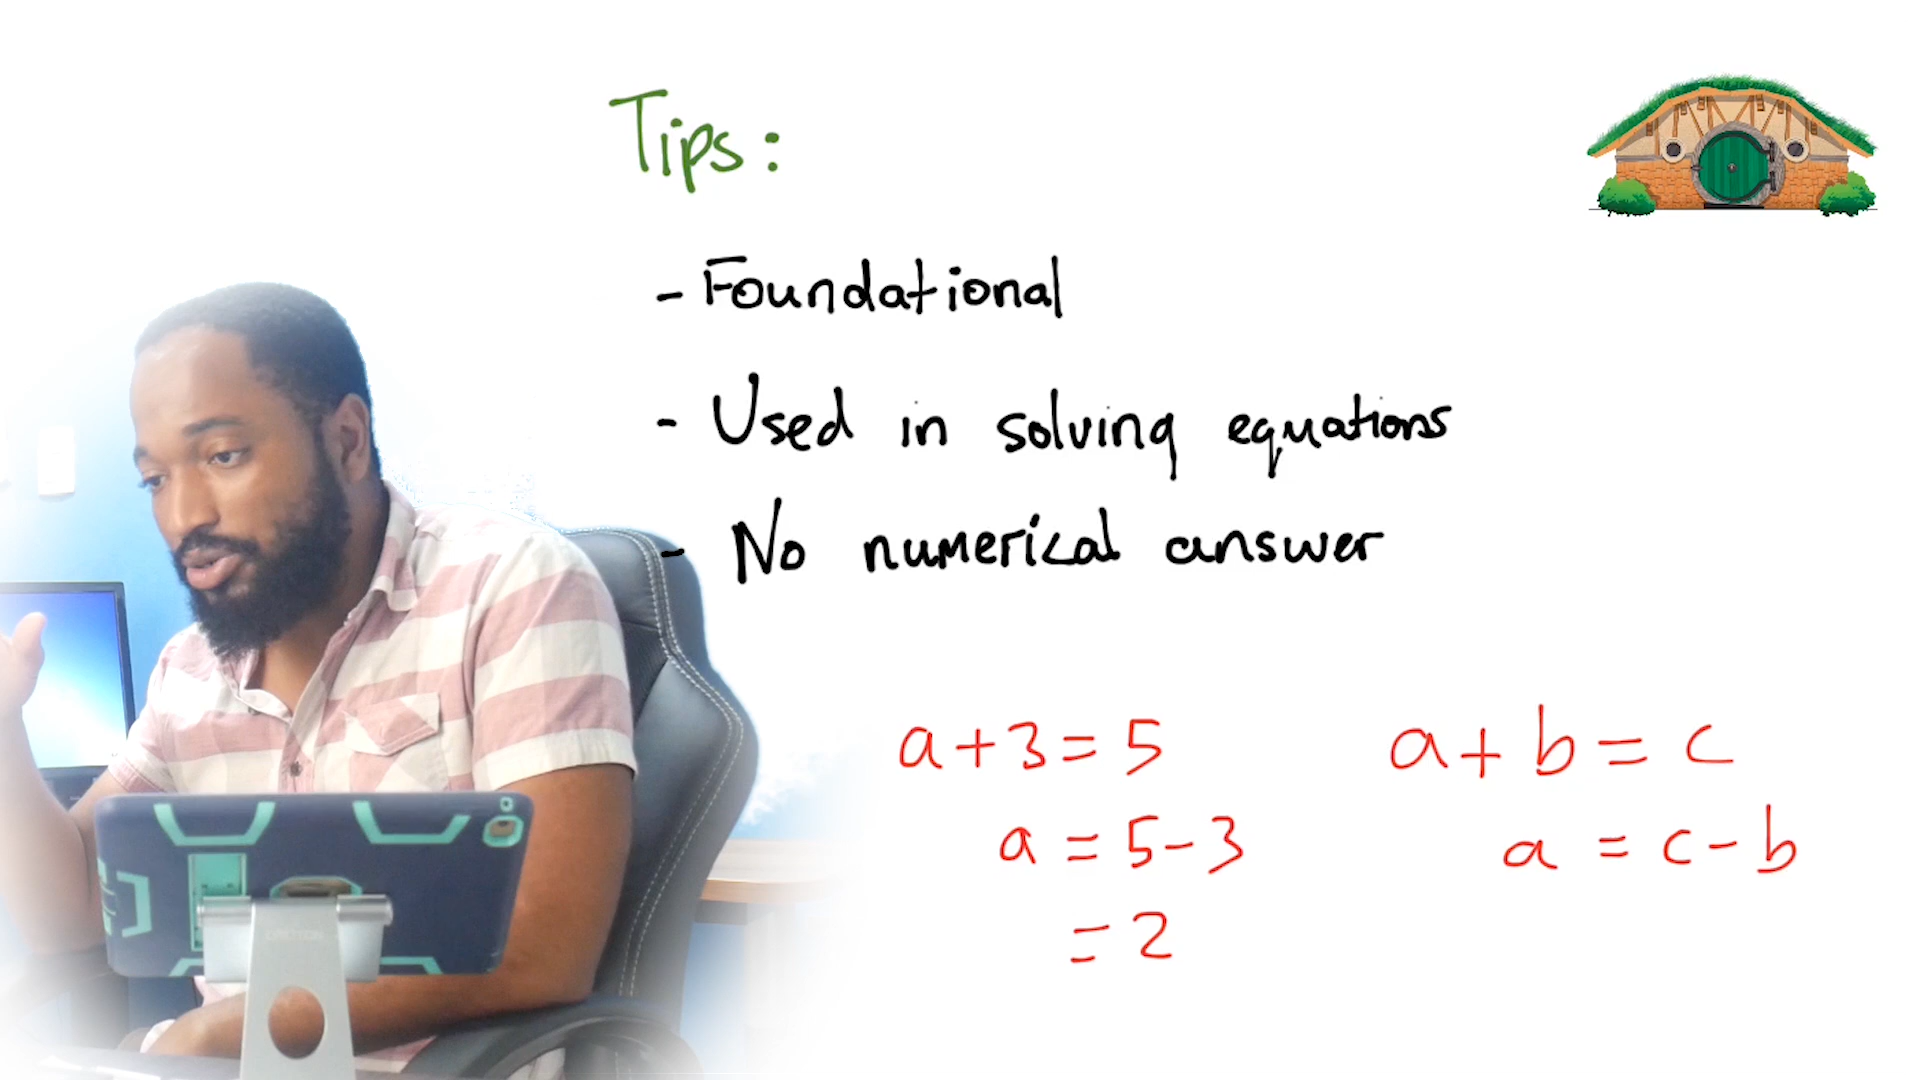 Tips:
- Foundational
- Used in solving equations
- No numerical answer
a + 3 = 5
a = 5 - 3
= 2
a + b = c
a = c - b